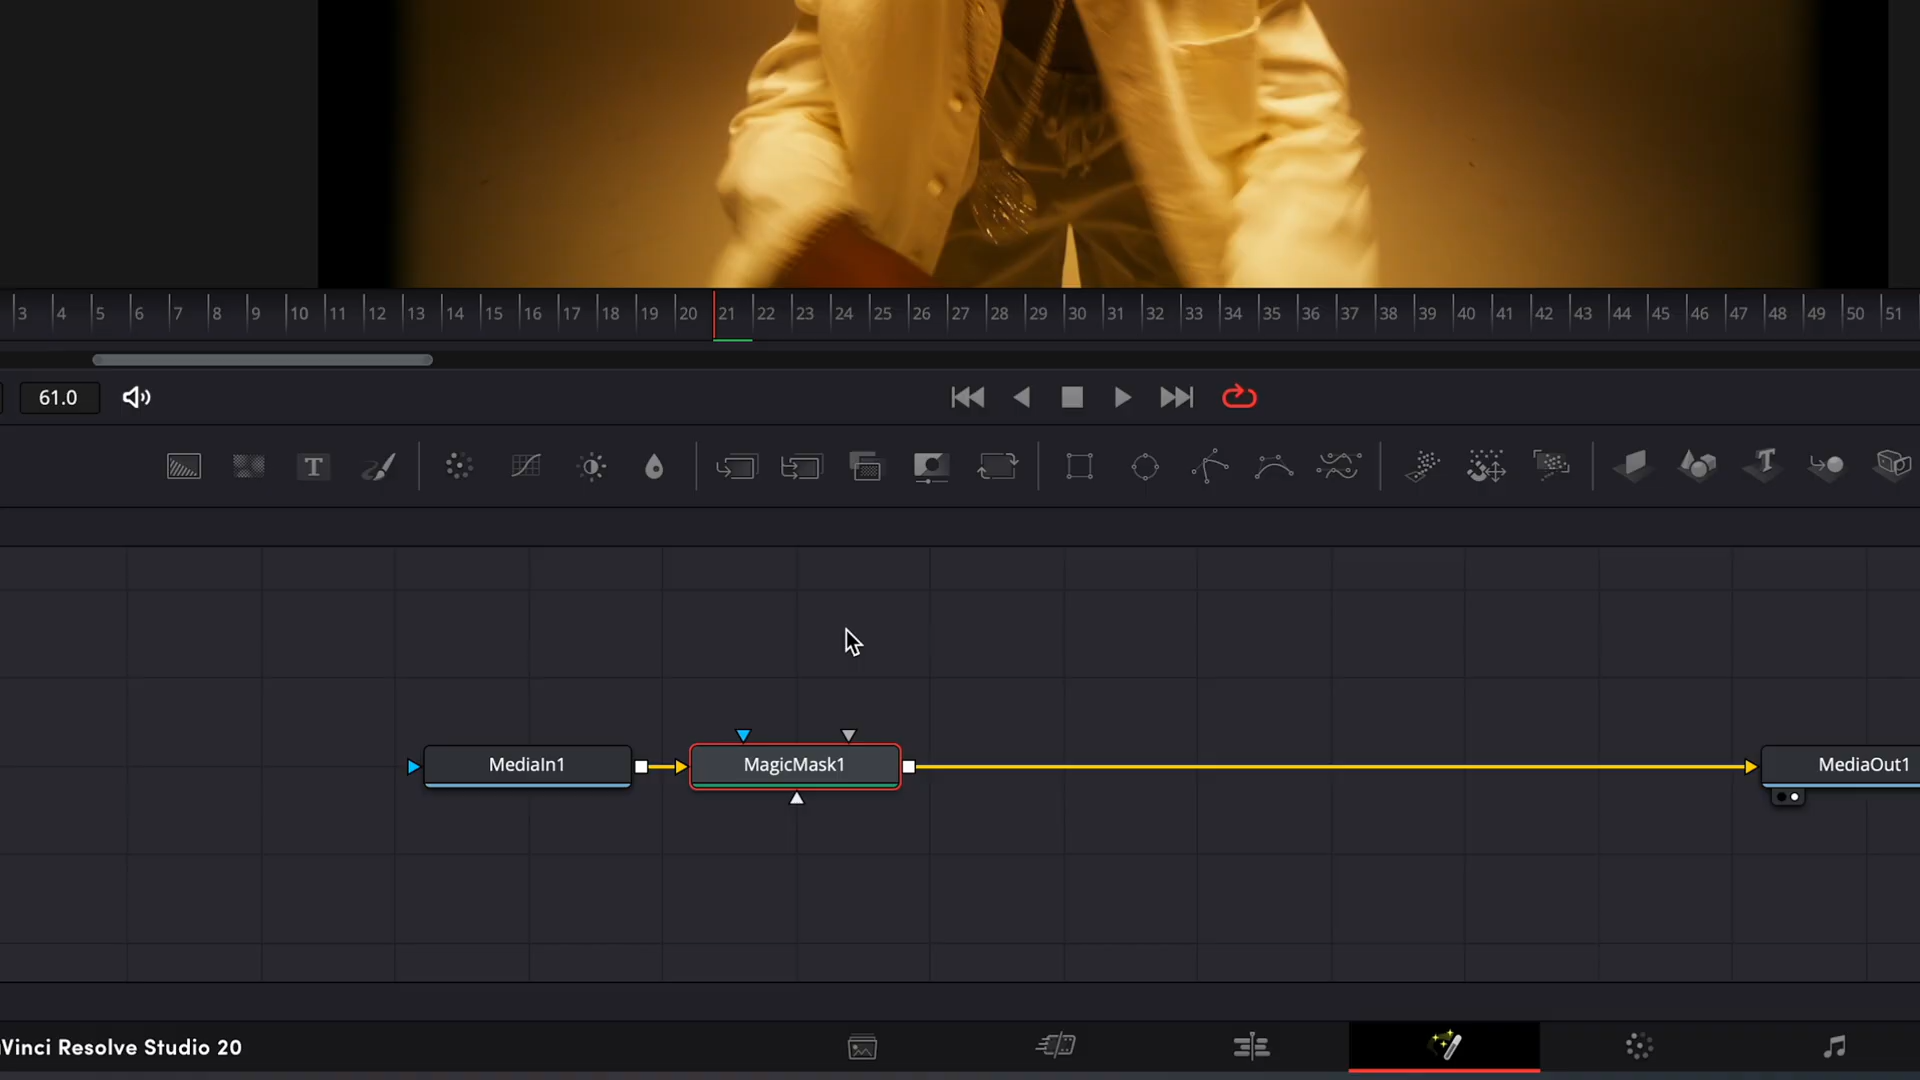 3 4 5 6 7 8 9 10 11 12 13 14 15 16 17 18 19 20 21 22 23 24 25 26 27 28 29 30 31 32 33 34 35 36 37 38 39 40 41 42 43 44 45 46 47 48 49 50 51
61.0
T
MediaIn1 MagicMask1 MediaOut1
Vinci Resolve Studio 20